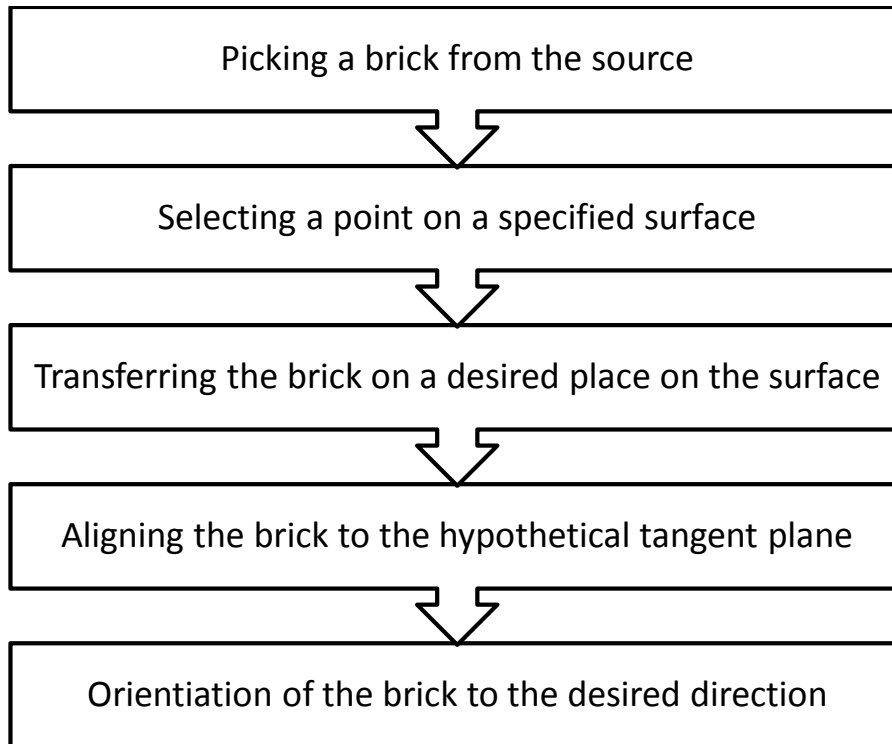 Picking a brick from the source
Selecting a point on a specified surface
Transferring the brick on a desired place on the surface
Aligning the brick to the hypothetical tangent plane
Orientiation of the brick to the desired direction